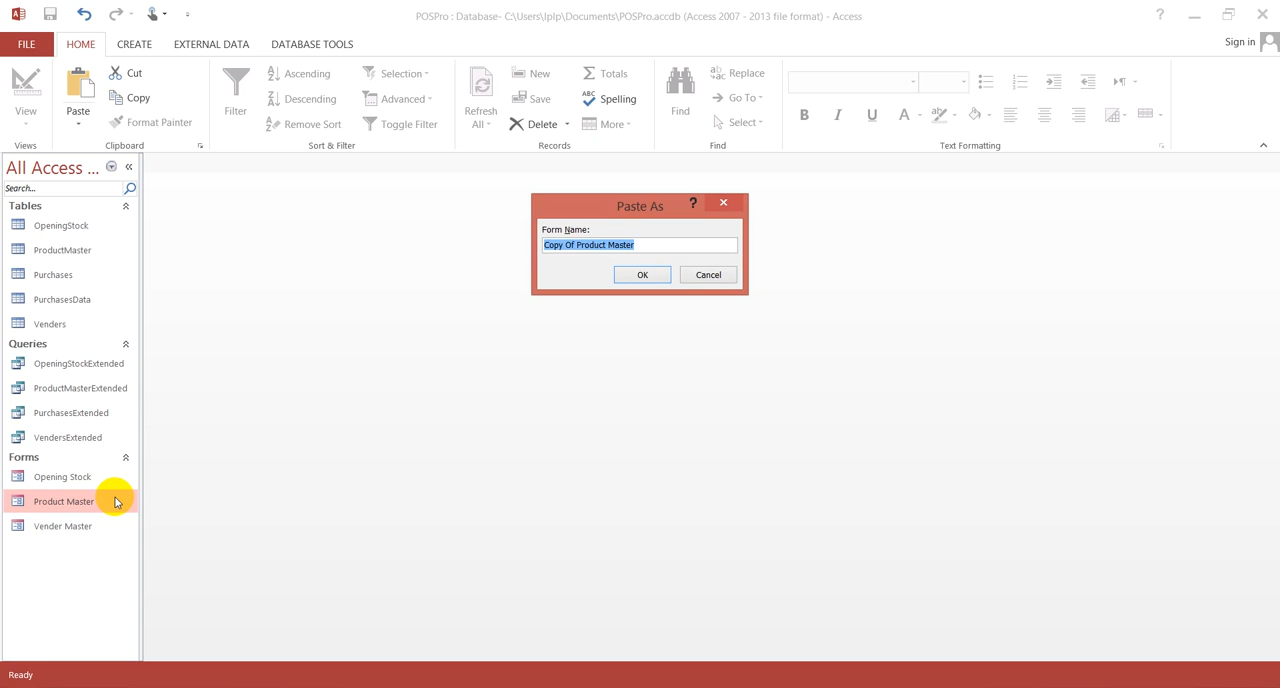 POSPro : Database- C:\Users\lplp\Documents\POSPro.accdb (Access 2007 - 2013 file format) - Access
?
FILE HOME CREATE EXTERNAL DATA DATABASE TOOLS Sign in
View
Views
Paste
Cut
Copy
Format Painter
Clipboard
Filter
Ascending
Descending
Remove Sort
Selection
Advanced
Toggle Filter
Sort & Filter
Refresh
All
New
Save
Delete
Totals
Spelling
More
Records
Find
Replace
Go To
Select
Find
B I U A
Text Formatting
All Access ...
Search...
Tables
OpeningStock
ProductMaster
Purchases
PurchasesData
Venders
Queries
OpeningStockExtended
ProductMasterExtended
PurchasesExtended
VendersExtended
Forms
Opening Stock
Product Master
Vender Master
Paste As
?
Form Name:
Copy Of Product Master
OK Cancel
Ready